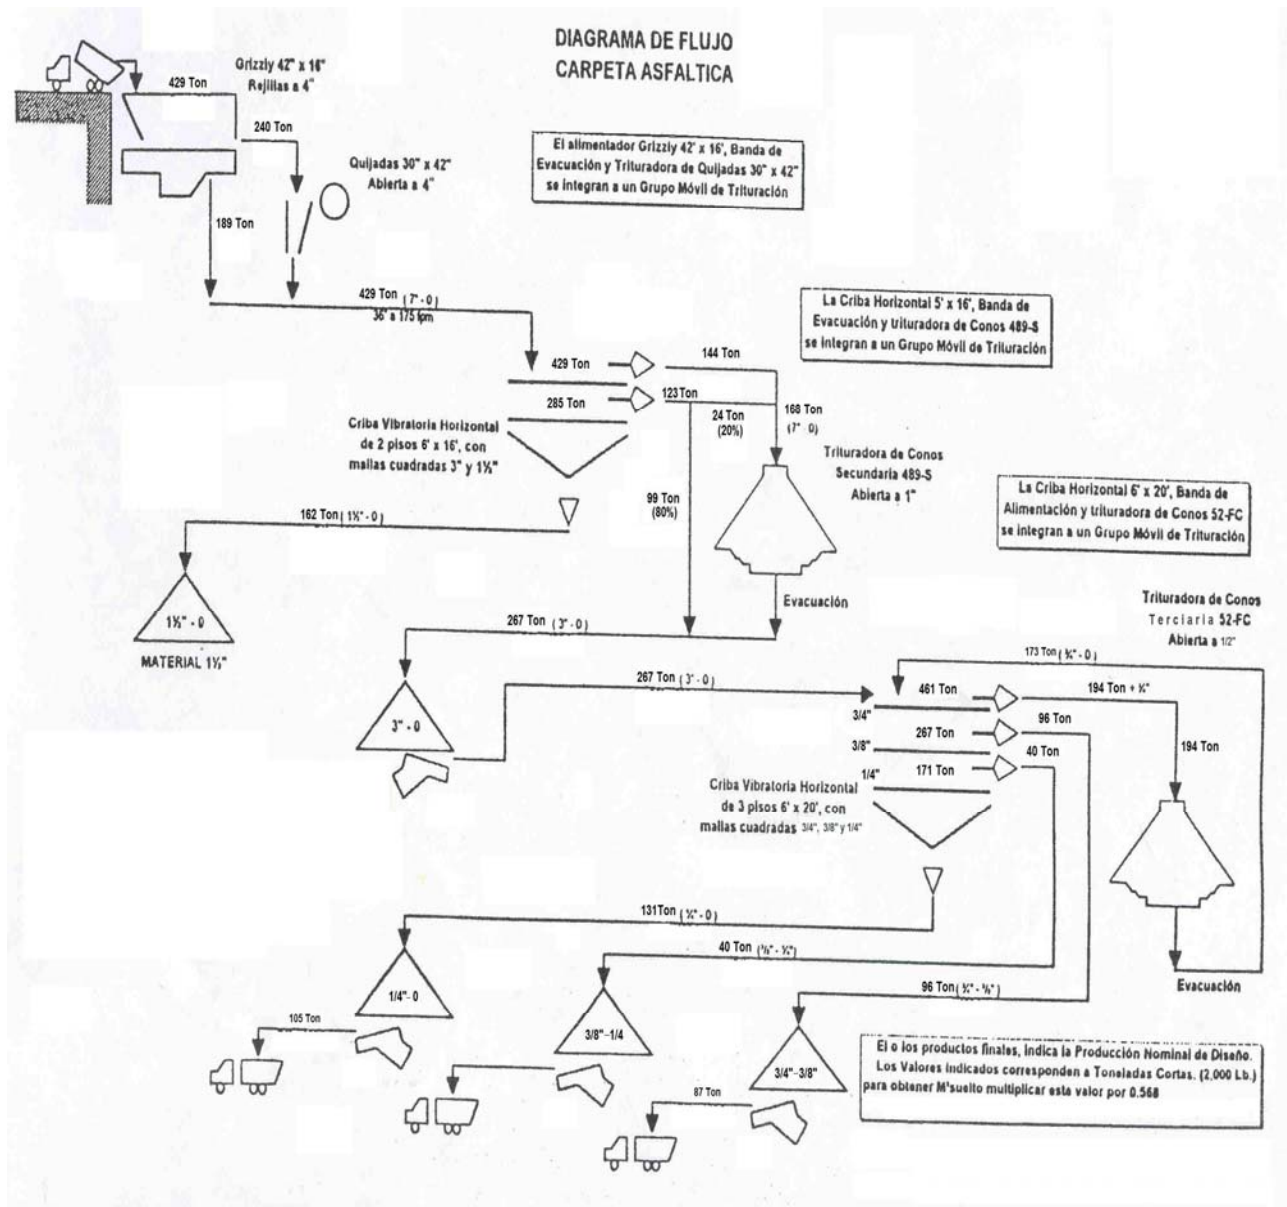 DIAGRAMA DE FLUJO
CARPETA ASFALTICA
Grizzly 42" x 16"
Rejillas a 4"
429 Ton
240 Ton
Quijadas 30" x 42"
Abierta a 4"
El alimentador Grizzly 42' x 16', Banda de
Evacuación y Trituradora de Quijadas 30" x 42"
se integran a un Grupo Móvil de Trituración
189 Ton
429 Ton (7" - 0)
36" a 175 fpm
La Criba Horizontal 5' x 16', Banda de
Evacuación y trituradora de Conos 489-S
se integran a un Grupo Móvil de Trituración
429 Ton
144 Ton
285 Ton
123Ton
24 Ton
(20%)
168 Ton
(7" - 0)
Criba Vibratoria Horizontal
de 2 pisos 6' x 16', con
mallas cuadradas 3" y 1½"
Trituradora de Conos
Secundaria 489-S
Abierta a 1"
99 Ton
(80%)
162 Ton (1½" - 0)
La Criba Horizontal 6' x 20', Banda de
Alimentación y trituradora de Conos 52-FC
se integran a un Grupo Móvil de Trituración
1½" - 0
MATERIAL 1½"
Evacuación
267 Ton (3" - 0)
Trituradora de Conos
Terciaria 52-FC
Abierta a 1/2"
3" - 0
267 Ton (3" - 0)
173 Ton (¾" - 0)
461 Ton
194 Ton + ¾"
3/4"
267 Ton
96 Ton
3/8"
171 Ton
40 Ton
1/4"
194 Ton
Criba Vibratoria Horizontal
de 3 pisos 6' x 20', con
mallas cuadradas 3/4", 3/8" y 1/4"
131Ton (¼" - 0)
40 Ton (³/₈" - ¼")
96 Ton (¾" - ³/₈")
Evacuación
1/4"- 0
3/8"-1/4
3/4"-3/8"
105 Ton
87 Ton
El o los productos finales, indica la Producción Nominal de Diseño.
Los Valores indicados corresponden a Toneladas Cortas. (2,000 Lb.)
para obtener M³suelto multiplicar este valor por 0.568